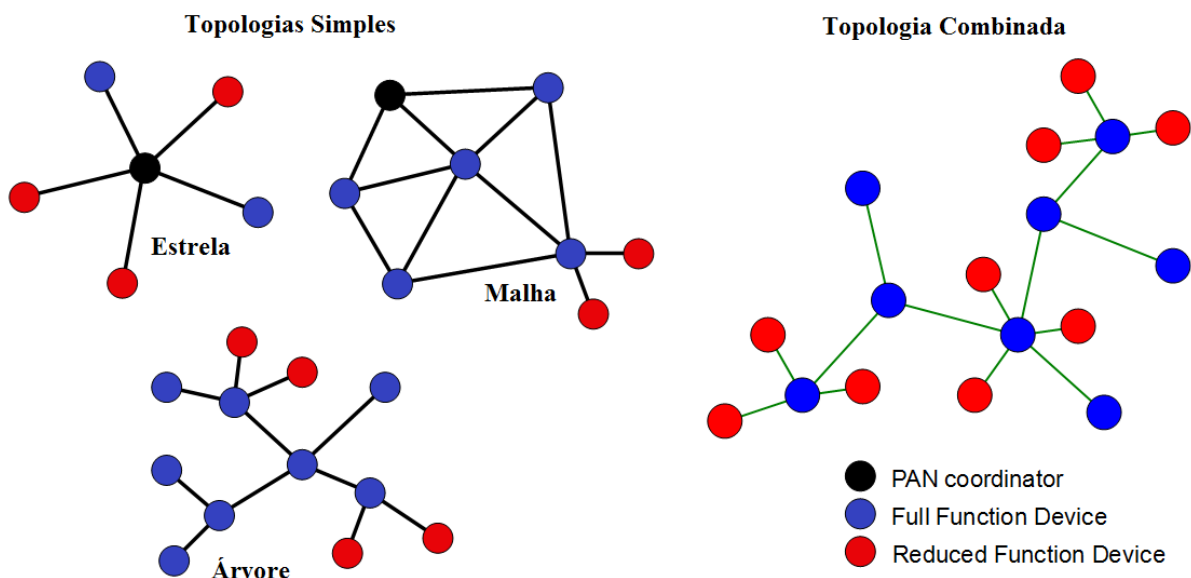 Topologias Simples
Topologia Combinada
Estrela
Malha
Árvore
PAN coordinator
Full Function Device
Reduced Function Device